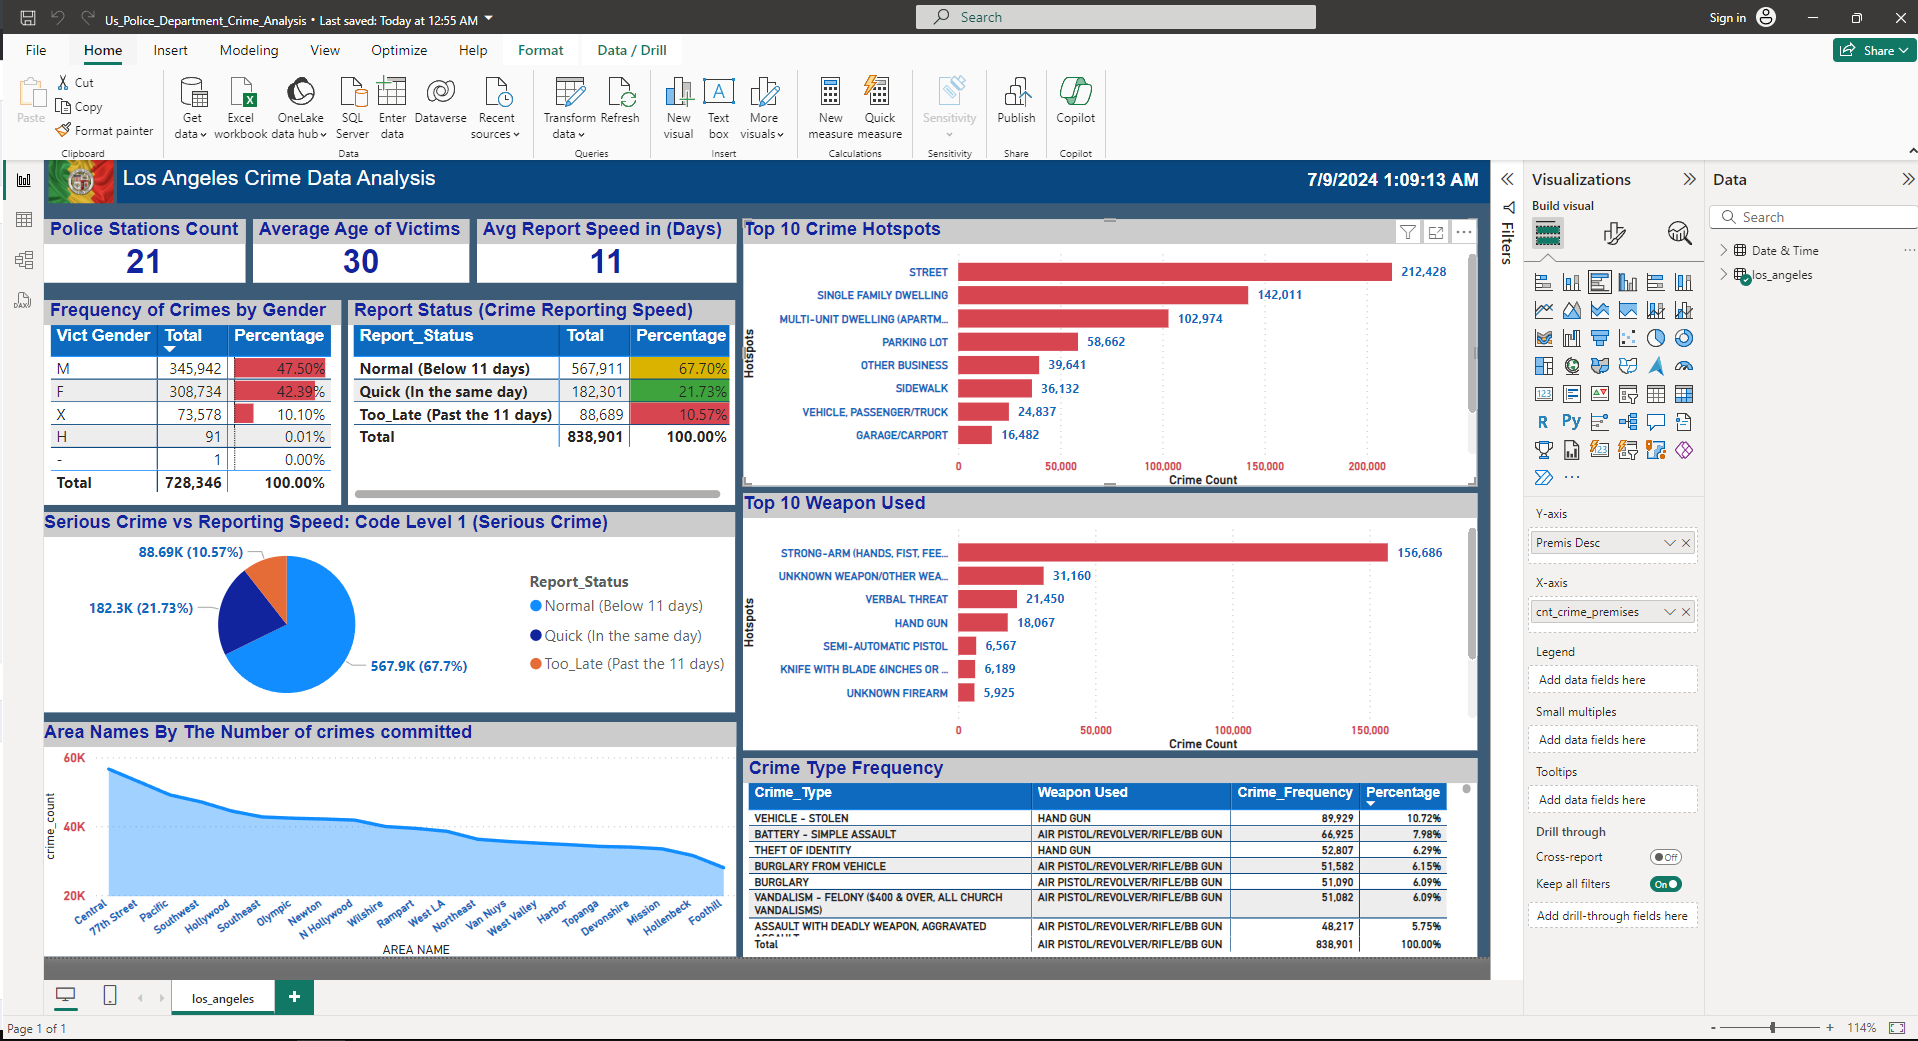 Us_Police_Department_Crime_Analysis • Last saved: Today at 12:55 AM
Search
Sign in
File
Home
Insert
Modeling
View
Optimize
Help
Format
Data / Drill
Share
Paste
Cut
Copy
Format painter
Clipboard
Get data
Excel workbook
OneLake data hub
SQL Server
Enter data
Dataverse
Recent sources
Data
Transform data
Refresh
Queries
New visual
Text box
More visuals
Insert
New measure
Quick measure
Calculations
Sensitivity
Sensitivity
Publish
Share
Copilot
Copilot
Los Angeles Crime Data Analysis
7/9/2024 1:09:13 AM
Police Stations Count
21
Average Age of Victims
30
Avg Report Speed in (Days)
11
Frequency of Crimes by Gender
Vict Gender Total Percentage
M 345,942 47.50%
F 308,734 42.39%
X 73,578 10.10%
H 91 0.01%
- 1 0.00%
Total 728,346 100.00%
Report Status (Crime Reporting Speed)
Report_Status Total Percentage
Normal (Below 11 days) 567,911 67.70%
Quick (In the same day) 182,301 21.73%
Too_Late (Past the 11 days) 88,689 10.57%
Total 838,901 100.00%
Serious Crime vs Reporting Speed: Code Level 1 (Serious Crime)
88.69K (10.57%)
182.3K (21.73%)
567.9K (67.7%)
Report_Status
Normal (Below 11 days)
Quick (In the same day)
Too_Late (Past the 11 days)
Area Names By The Number of crimes committed
crime_count
60K
40K
20K
Central
77th Street
Pacific
Southwest
Hollywood
Southeast
Olympic
Newton
N Hollywood
Wilshire
Rampart
West LA
Northeast
Van Nuys
West Valley
Harbor
Topanga
Devonshire
Mission
Hollenbeck
Foothill
AREA NAME
Top 10 Crime Hotspots
Hotspots
STREET 212,428
SINGLE FAMILY DWELLING 142,011
MULTI-UNIT DWELLING (APARTM... 102,974
PARKING LOT 58,662
OTHER BUSINESS 39,641
SIDEWALK 36,132
VEHICLE, PASSENGER/TRUCK 24,837
GARAGE/CARPORT 16,482
0 50,000 100,000 150,000 200,000
Crime Count
Top 10 Weapon Used
Hotspots
STRONG-ARM (HANDS, FIST, FEE... 156,686
UNKNOWN WEAPON/OTHER WEA... 31,160
VERBAL THREAT 21,450
HAND GUN 18,067
SEMI-AUTOMATIC PISTOL 6,567
KNIFE WITH BLADE 6INCHES OR ... 6,189
UNKNOWN FIREARM 5,925
0 50,000 100,000 150,000
Crime Count
Crime Type Frequency
Crime_Type Weapon Used Crime_Frequency Percentage
VEHICLE - STOLEN HAND GUN 89,929 10.72%
BATTERY - SIMPLE ASSAULT AIR PISTOL/REVOLVER/RIFLE/BB GUN 66,925 7.98%
THEFT OF IDENTITY HAND GUN 52,807 6.29%
BURGLARY FROM VEHICLE AIR PISTOL/REVOLVER/RIFLE/BB GUN 51,582 6.15%
BURGLARY AIR PISTOL/REVOLVER/RIFLE/BB GUN 51,090 6.09%
VANDALISM - FELONY ($400 & OVER, ALL CHURCH VANDALISMS) AIR PISTOL/REVOLVER/RIFLE/BB GUN 51,082 6.09%
ASSAULT WITH DEADLY WEAPON, AGGRAVATED AIR PISTOL/REVOLVER/RIFLE/BB GUN 48,217 5.75%
Total AIR PISTOL/REVOLVER/RIFLE/BB GUN 838,901 100.00%
Filters
Visualizations
Build visual
123
R
Py
123
Y-axis
Premis Desc
X-axis
cnt_crime_premises
Legend
Add data fields here
Small multiples
Add data fields here
Tooltips
Add data fields here
Drill through
Cross-report
Off
Keep all filters
On
Add drill-through fields here
Data
Search
Date & Time
los_angeles
los_angeles
Page 1 of 1
- + 114%